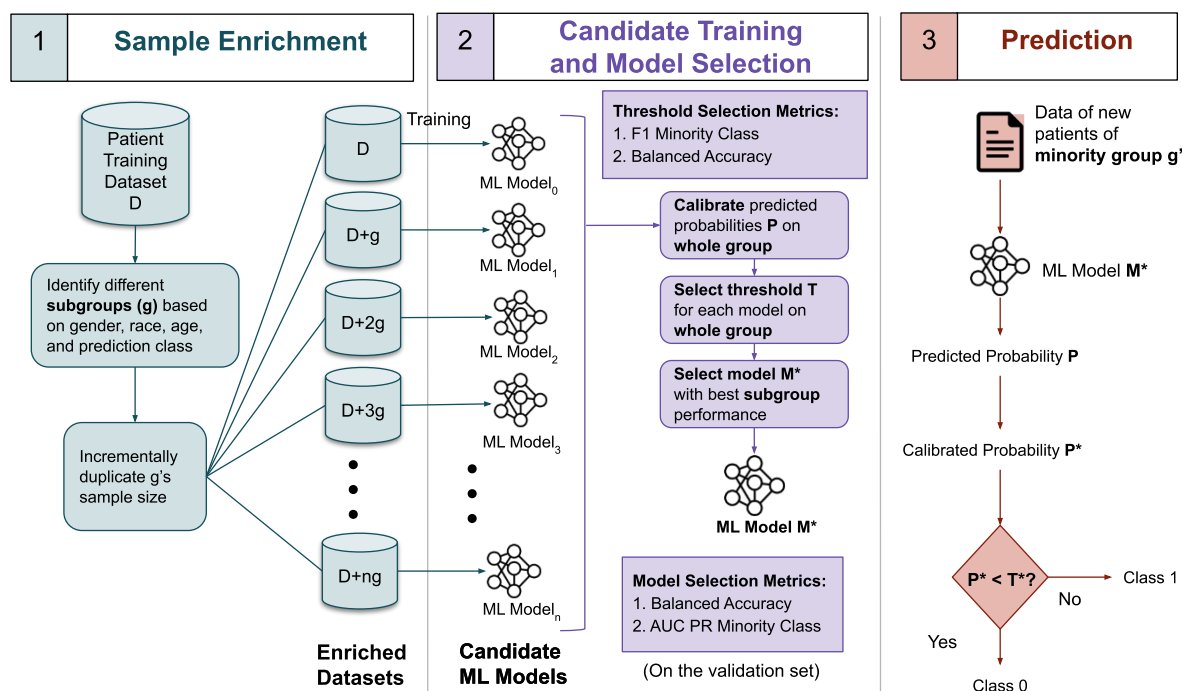 1
Sample Enrichment
Patient
Training
Dataset
D
Identify different
subgroups (g) based
on gender, race, age,
and prediction class
Incrementally
duplicate g's
sample size
D
D+g
D+2g
D+3g
D+ng
Enriched
Datasets
2
Candidate Training
and Model Selection
Training
ML Model0
ML Model1
ML Model2
ML Model3
ML Modeln
Candidate
ML Models
Threshold Selection Metrics:
1. F1 Minority Class
2. Balanced Accuracy
Calibrate predicted
probabilities P on
whole group
Select threshold T
for each model on
whole group
Select model M*
with best subgroup
performance
ML Model M*
Model Selection Metrics:
1. Balanced Accuracy
2. AUC PR Minority Class
(On the validation set)
3
Prediction
Data of new
patients of
minority group g'
ML Model M*
Predicted Probability P
Calibrated Probability P*
P* < T*?
Class 1
No
Yes
Class 0